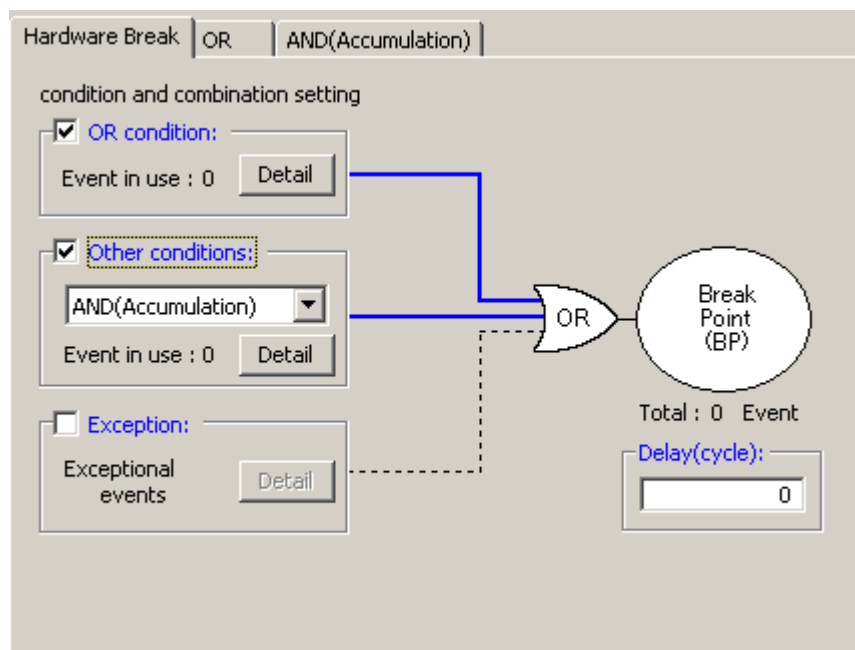 Hardware Break
OR
AND(Accumulation)
condition and combination setting
OR condition:
Event in use : 0
Detail
Other conditions:
AND(Accumulation)
Event in use : 0
Detail
Exception:
Exceptional
events
Detail
OR
Break
Point
(BP)
Total : 0 Event
Delay(cycle):
0